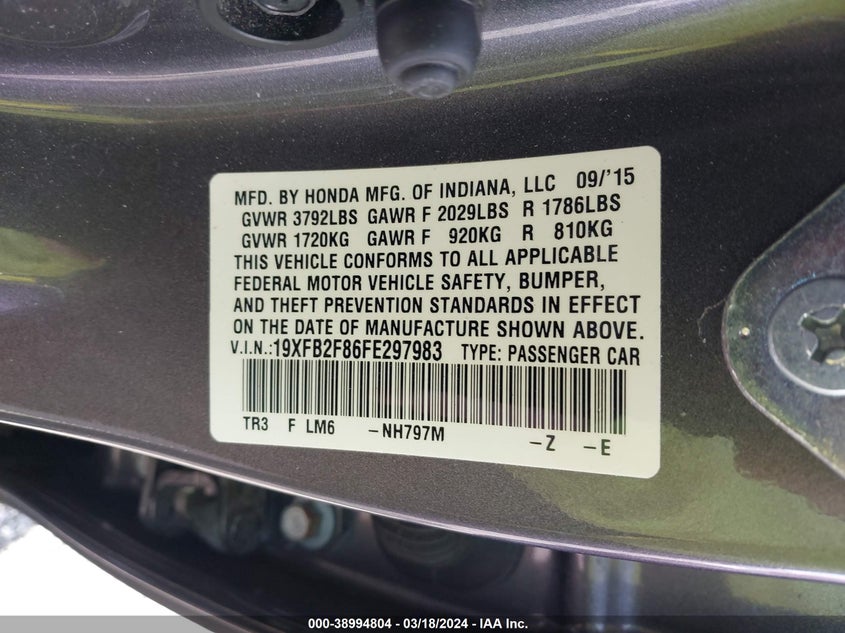 MFD. BY HONDA MFG. OF INDIANA, LLC 09/'15
GVWR 3792LBS GAWR F 2029LBS R 1786LBS
GVWR 1720KG GAWR F 920KG R 810KG
THIS VEHICLE CONFORMS TO ALL APPLICABLE
FEDERAL MOTOR VEHICLE SAFETY, BUMPER,
AND THEFT PREVENTION STANDARDS IN EFFECT
ON THE DATE OF MANUFACTURE SHOWN ABOVE.
V.I.N.:19XFB2F86FE297983 TYPE: PASSENGER CAR
TR3 F LM6 -NH797M -Z -E
000-38994804 - 03/18/2024 - IAA Inc.